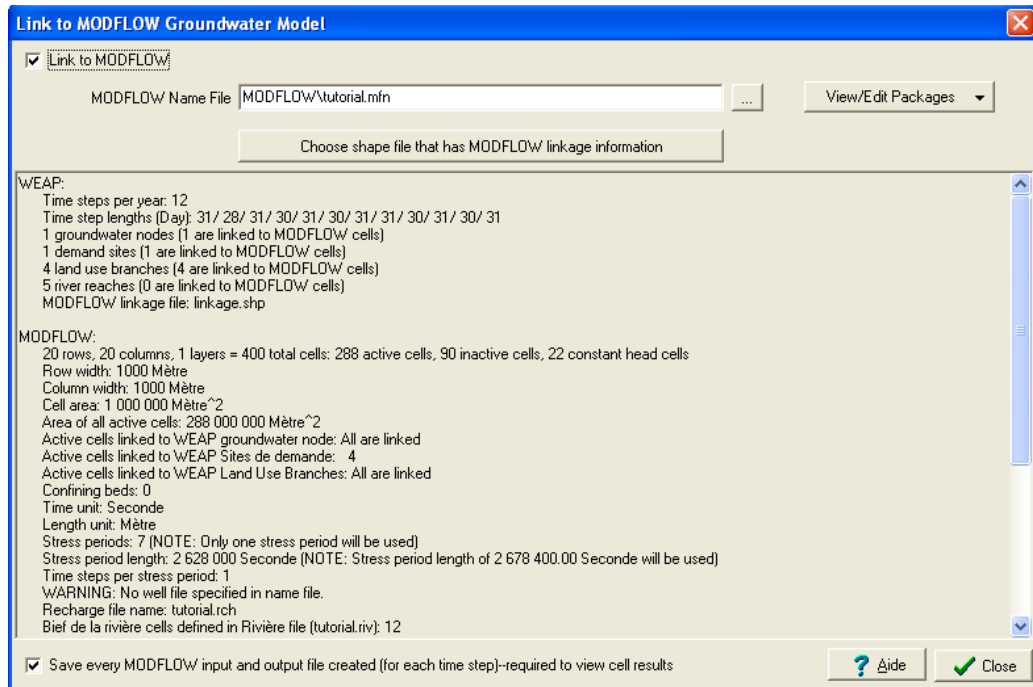 Link to MODFLOW Groundwater Model
Link to MODFLOW
MODFLOW Name File MODFLOW\tutorial.mfn ... View/Edit Packages
Choose shape file that has MODFLOW linkage information
WEAP:
Time steps per year: 12
Time step lengths (Day): 31/ 28/ 31/ 30/ 31/ 30/ 31/ 31/ 30/ 31/ 30/ 31
1 groundwater nodes (1 are linked to MODFLOW cells)
1 demand sites (1 are linked to MODFLOW cells)
4 land use branches (4 are linked to MODFLOW cells)
5 river reaches (0 are linked to MODFLOW cells)
MODFLOW linkage file: linkage.shp
MODFLOW:
20 rows, 20 columns, 1 layers = 400 total cells: 288 active cells, 90 inactive cells, 22 constant head cells
Row width: 1000 Mètre
Column width: 1000 Mètre
Cell area: 1 000 000 Mètre^2
Area of all active cells: 288 000 000 Mètre^2
Active cells linked to WEAP groundwater node: All are linked
Active cells linked to WEAP Sites de demande: 4
Active cells linked to WEAP Land Use Branches: All are linked
Confining beds: 0
Time unit: Seconde
Length unit: Mètre
Stress periods: 7 (NOTE: Only one stress period will be used)
Stress period length: 2 628 000 Seconde (NOTE: Stress period length of 2 678 400.00 Seconde will be used)
Time steps per stress period: 1
WARNING: No well file specified in name file.
Recharge file name: tutorial.rch
Bief de la rivière cells defined in Rivière file (tutorial.riv): 12
Save every MODFLOW input and output file created (for each time step)--required to view cell results
? Aide Close